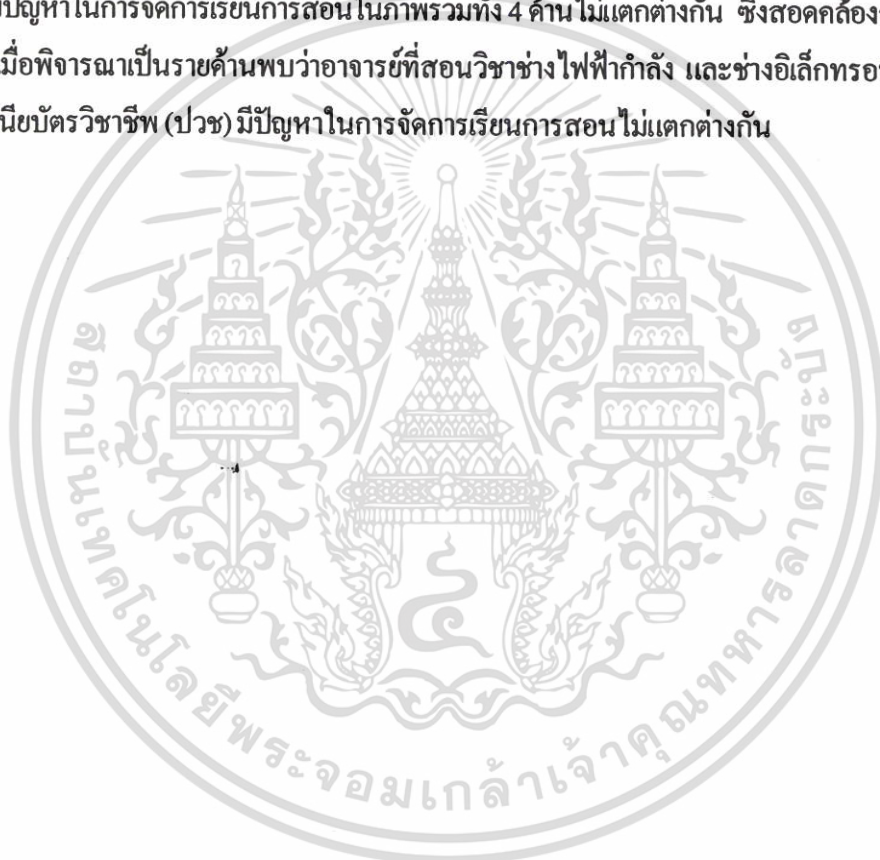 ปัญหาในการจัดการเรียนการสอนในภาพรวมทั้ง 4 ด้าน ไม่แตกต่างกัน ซึ่งสอดคล้อง
มื่อพิจารณาเป็นรายด้านพบว่าอาจารย์ที่สอนวิชาช่างไฟฟ้ากำลัง และช่างอิเล็กทรอ
นียบัตรวิชาชีพ (ปวช) มีปัญหาในการจัดการเรียนการสอน ไม่แตกต่างกัน
สถาบันเทคโนโลยีพระจอมเกล้าเจ้าคุณทหารลาดกระบัง
๔